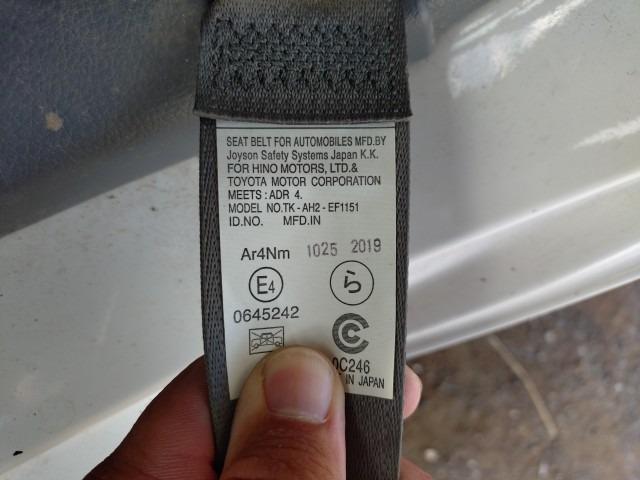 SEAT BELT FOR AUTOMOBILES MFD.BY
Joyson Safety Systems Japan K.K.
FOR HINO MOTORS, LTD.&
TOYOTA MOTOR CORPORATION
MEETS : ADR 4.
MODEL NO.TK - AH2 - EF1151
ID.NO. MFD.IN
Ar4Nm 1025 2019
E4 ら
0645242
C
0C246
IN JAPAN